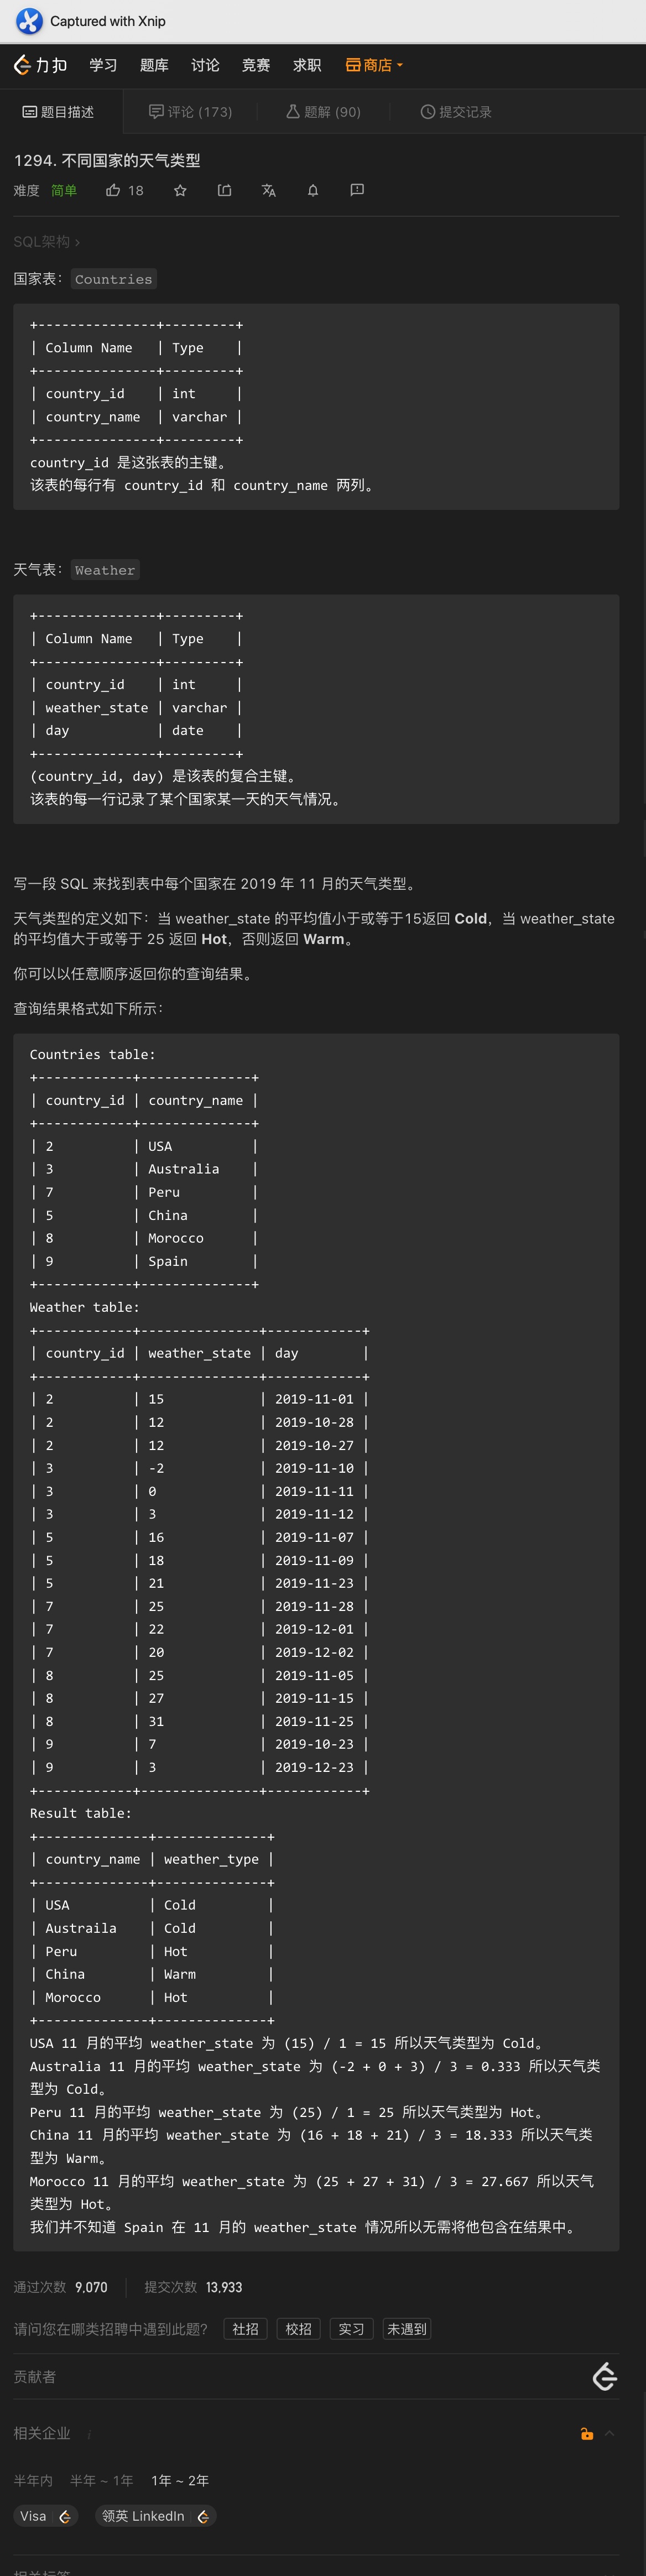 Captured with Xnip
力扣 学习 题库 讨论 竞赛 求职 商店
题目描述 评论 (173) 题解 (90) 提交记录
1294. 不同国家的天气类型
难度 简单 18
SQL架构 ›
国家表：Countries
+---------------+---------+
| Column Name   | Type    |
+---------------+---------+
| country_id    | int     |
| country_name  | varchar |
+---------------+---------+
country_id 是这张表的主键。
该表的每行有 country_id 和 country_name 两列。
天气表：Weather
+---------------+---------+
| Column Name   | Type    |
+---------------+---------+
| country_id    | int     |
| weather_state | varchar |
| day           | date    |
+---------------+---------+
(country_id, day) 是该表的复合主键。
该表的每一行记录了某个国家某一天的天气情况。
写一段 SQL 来找到表中每个国家在 2019 年 11 月的天气类型。
天气类型的定义如下：当 weather_state 的平均值小于或等于15返回 Cold，当 weather_state
的平均值大于或等于 25 返回 Hot，否则返回 Warm。
你可以以任意顺序返回你的查询结果。
查询结果格式如下所示：
Countries table:
+------------+--------------+
| country_id | country_name |
+------------+--------------+
| 2          | USA          |
| 3          | Australia    |
| 7          | Peru         |
| 5          | China        |
| 8          | Morocco      |
| 9          | Spain        |
+------------+--------------+
Weather table:
+------------+---------------+------------+
| country_id | weather_state | day        |
+------------+---------------+------------+
| 2          | 15            | 2019-11-01 |
| 2          | 12            | 2019-10-28 |
| 2          | 12            | 2019-10-27 |
| 3          | -2            | 2019-11-10 |
| 3          | 0             | 2019-11-11 |
| 3          | 3             | 2019-11-12 |
| 5          | 16            | 2019-11-07 |
| 5          | 18            | 2019-11-09 |
| 5          | 21            | 2019-11-23 |
| 7          | 25            | 2019-11-28 |
| 7          | 22            | 2019-12-01 |
| 7          | 20            | 2019-12-02 |
| 8          | 25            | 2019-11-05 |
| 8          | 27            | 2019-11-15 |
| 8          | 31            | 2019-11-25 |
| 9          | 7             | 2019-10-23 |
| 9          | 3             | 2019-12-23 |
+------------+---------------+------------+
Result table:
+--------------+--------------+
| country_name | weather_type |
+--------------+--------------+
| USA          | Cold         |
| Austraila    | Cold         |
| Peru         | Hot          |
| China        | Warm         |
| Morocco      | Hot          |
+--------------+--------------+
USA 11 月的平均 weather_state 为 (15) / 1 = 15 所以天气类型为 Cold。
Australia 11 月的平均 weather_state 为 (-2 + 0 + 3) / 3 = 0.333 所以天气类
型为 Cold。
Peru 11 月的平均 weather_state 为 (25) / 1 = 25 所以天气类型为 Hot。
China 11 月的平均 weather_state 为 (16 + 18 + 21) / 3 = 18.333 所以天气类
型为 Warm。
Morocco 11 月的平均 weather_state 为 (25 + 27 + 31) / 3 = 27.667 所以天气
类型为 Hot。
我们并不知道 Spain 在 11 月的 weather_state 情况所以无需将他包含在结果中。
通过次数 9,070 提交次数 13,933
请问您在哪类招聘中遇到此题？ 社招 校招 实习 未遇到
贡献者
相关企业 i
半年内 半年 ~ 1年 1年 ~ 2年
Visa 领英 LinkedIn